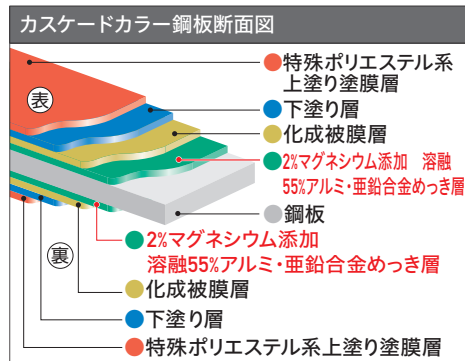 カスケードカラー鋼板断面図
特殊ポリエステル系
上塗り塗膜層
表
下塗り層
化成被膜層
2%マグネシウム添加 溶融
55%アルミ・亜鉛合金めっき層
鋼板
2%マグネシウム添加
溶融55%アルミ・亜鉛合金めっき層
裏
化成被膜層
下塗り層
特殊ポリエステル系上塗り塗膜層